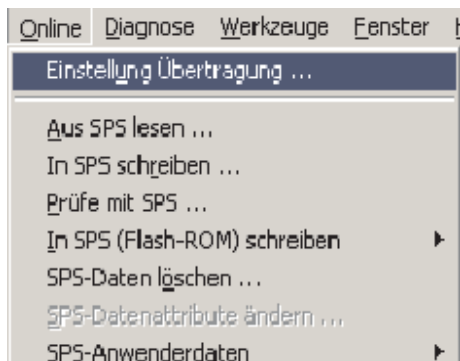 Online Diagnose Werkzeuge Fenster
Einstellung Übertragung ...
Aus SPS lesen ...
In SPS schreiben ...
Prüfe mit SPS ...
In SPS (Flash-ROM) schreiben
SPS-Daten löschen ...
SPS-Datenattribute ändern ...
SPS-Anwenderdaten